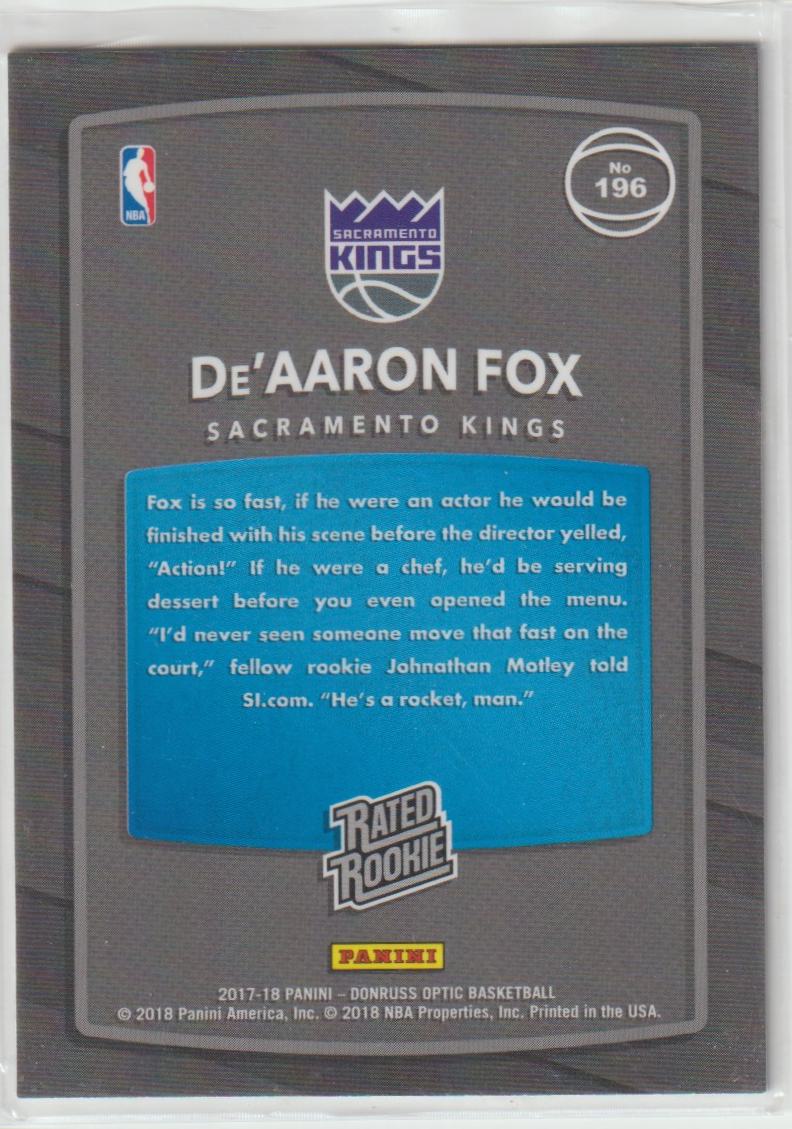 NBA
No
196
SACRAMENTO
KINGS
De'AARON FOX
SACRAMENTO KINGS
Fox is so fast, if he were an actor he would be
finished with his scene before the director yelled,
“Action!” If he were a chef, he’d be serving
dessert before you even opened the menu.
“I’d never seen someone move that fast on the
court,” fellow rookie Johnathan Motley told
SI.com. “He’s a rocket, man.”
RATED
ROOKIE
PANINI
2017-18 PANINI – DONRUSS OPTIC BASKETBALL
© 2018 Panini America, Inc. © 2018 NBA Properties, Inc. Printed in the USA.